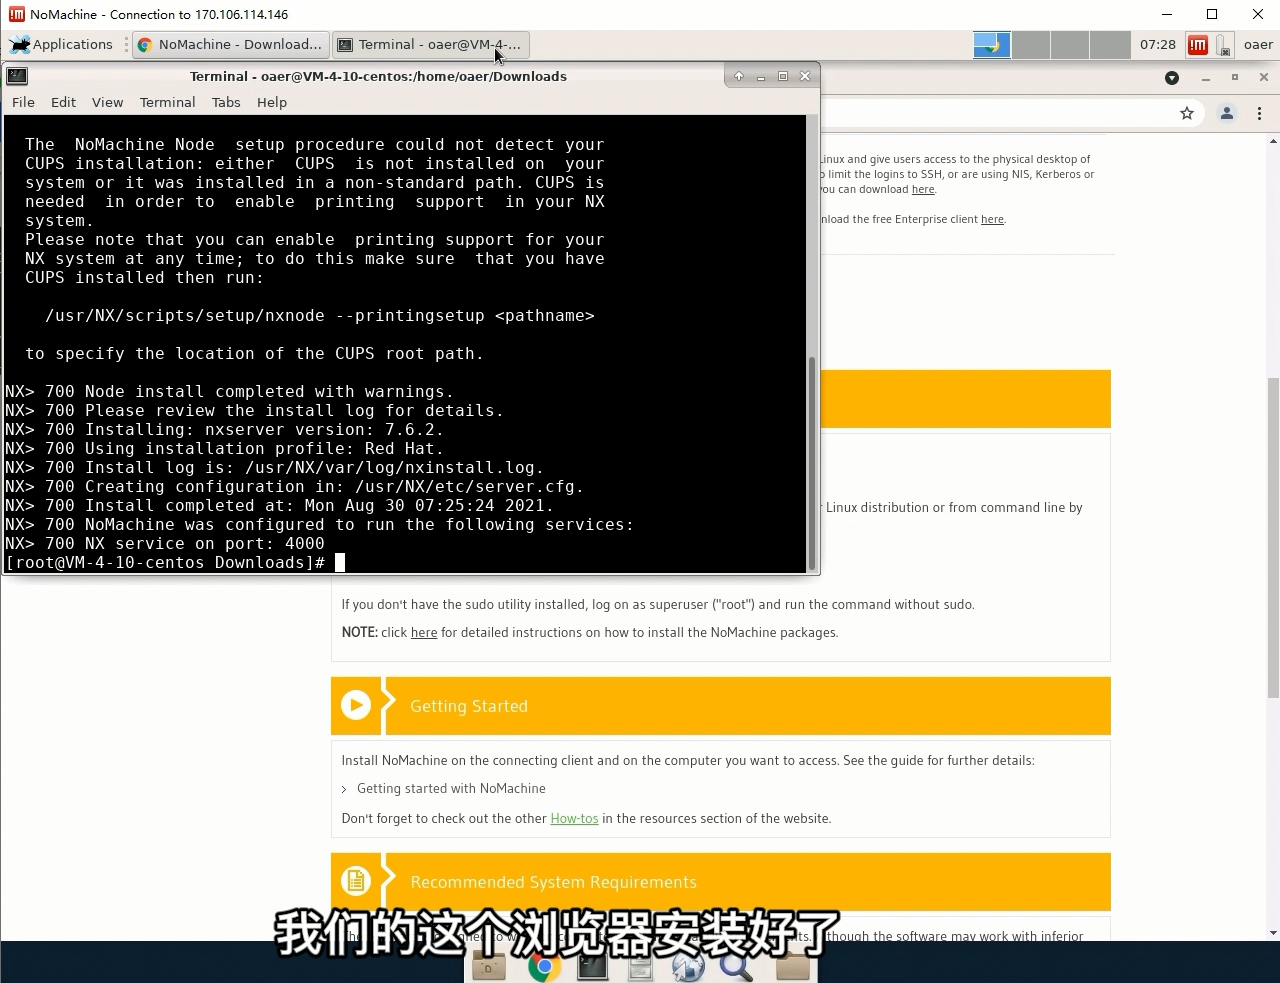 NoMachine - Connection to 170.106.114.146
Applications
NoMachine - Download...
Terminal - oaer@VM-4-...
07:28
oaer
Terminal - oaer@VM-4-10-centos:/home/oaer/Downloads
File Edit View Terminal Tabs Help
The NoMachine Node setup procedure could not detect your
CUPS installation: either CUPS is not installed on your
system or it was installed in a non-standard path. CUPS is
needed in order to enable printing support in your NX
system.
Please note that you can enable printing support for your
NX system at any time; to do this make sure that you have
CUPS installed then run:
/usr/NX/scripts/setup/nxnode --printingsetup <pathname>
to specify the location of the CUPS root path.
NX> 700 Node install completed with warnings.
NX> 700 Please review the install log for details.
NX> 700 Installing: nxserver version: 7.6.2.
NX> 700 Using installation profile: Red Hat.
NX> 700 Install log is: /usr/NX/var/log/nxinstall.log.
NX> 700 Creating configuration in: /usr/NX/etc/server.cfg.
NX> 700 Install completed at: Mon Aug 30 07:25:24 2021.
NX> 700 NoMachine was configured to run the following services:
NX> 700 NX service on port: 4000
[root@VM-4-10-centos Downloads]#
Linux and give users access to the physical desktop of
o limit the logins to SSH, or are using NIS, Kerberos or
you can download here.
nload the free Enterprise client here.
r Linux distribution or from command line by
If you don't have the sudo utility installed, log on as superuser ("root") and run the command without sudo.
NOTE: click here for detailed instructions on how to install the NoMachine packages.
Getting Started
Install NoMachine on the connecting client and on the computer you want to access. See the guide for further details:
Getting started with NoMachine
Don't forget to check out the other How-tos in the resources section of the website.
Recommended System Requirements
though the software may work with inferior
我们的这个浏览器安装好了